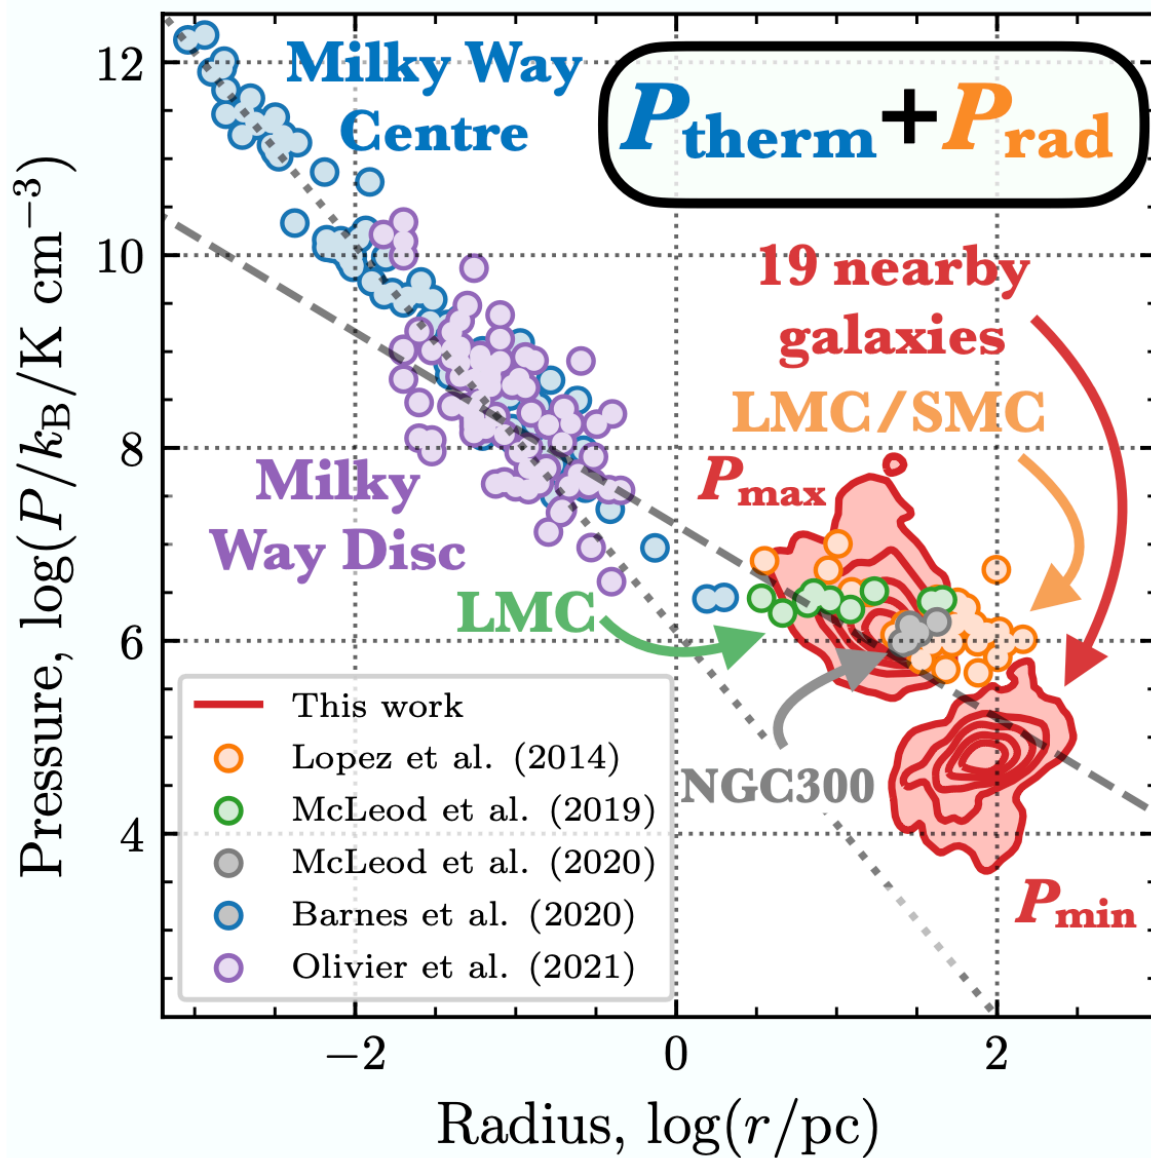 12
10
8
6
4
Pressure, log(P/k_B/K cm⁻³)
Milky Way
Centre
P_therm+P_rad
19 nearby
galaxies
LMC/SMC
P_max
Milky
Way Disc
LMC
NGC300
P_min
This work
Lopez et al. (2014)
McLeod et al. (2019)
McLeod et al. (2020)
Barnes et al. (2020)
Olivier et al. (2021)
−2 0 2
Radius, log(r/pc)